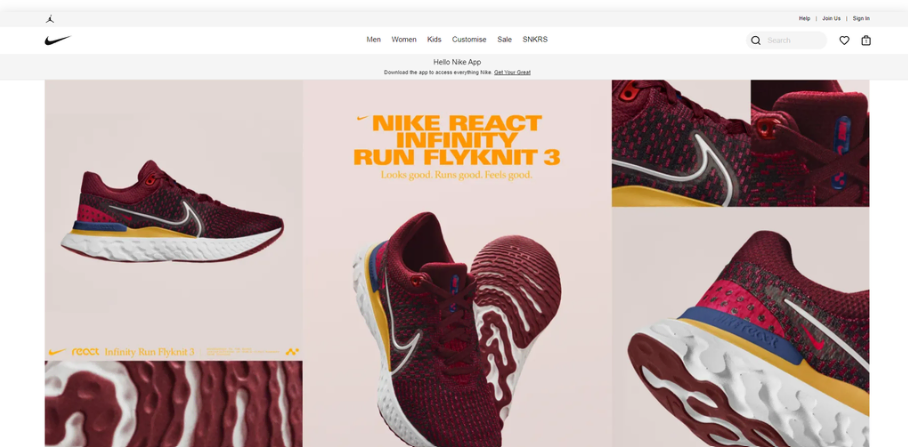 Help | Join Us | Sign In
Men Women Kids Customise Sale SNKRS
Search
Hello Nike App
Download the app to access everything Nike. Get Your Great
NIKE REACT
INFINITY
RUN FLYKNIT 3
Looks good. Runs good. Feels good.
react Infinity Run Flyknit 3